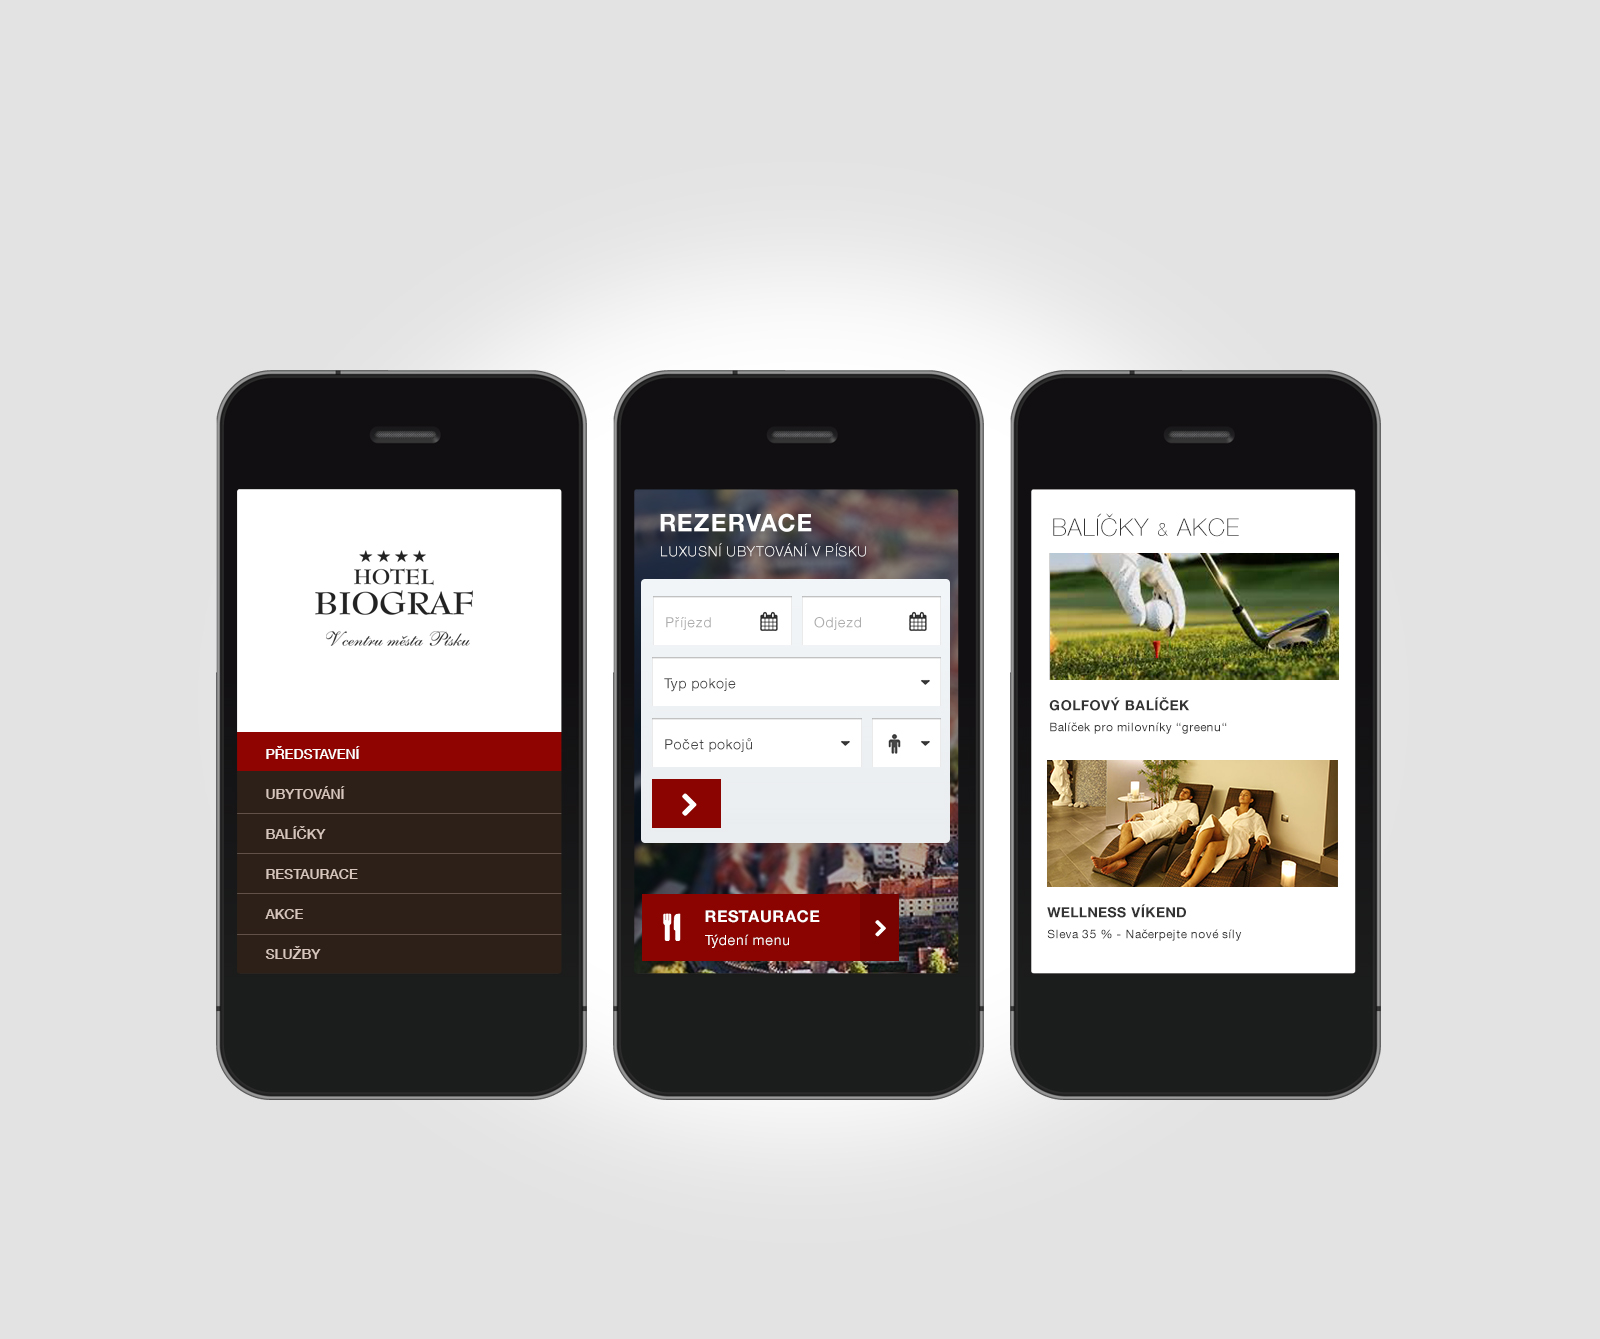 ★★★★
HOTEL
BIOGRAF
V centru města Písku
PŘEDSTAVENÍ
UBYTOVÁNÍ
BALÍČKY
RESTAURACE
AKCE
SLUŽBY
REZERVACE
LUXUSNÍ UBYTOVÁNÍ V PÍSKU
Příjezd
Odjezd
Typ pokoje
Počet pokojů
RESTAURACE
Týdení menu
BALÍČKY & AKCE
GOLFOVÝ BALÍČEK
Balíček pro milovníky "greenu"
WELLNESS VÍKEND
Sleva 35 % - Načerpejte nové síly